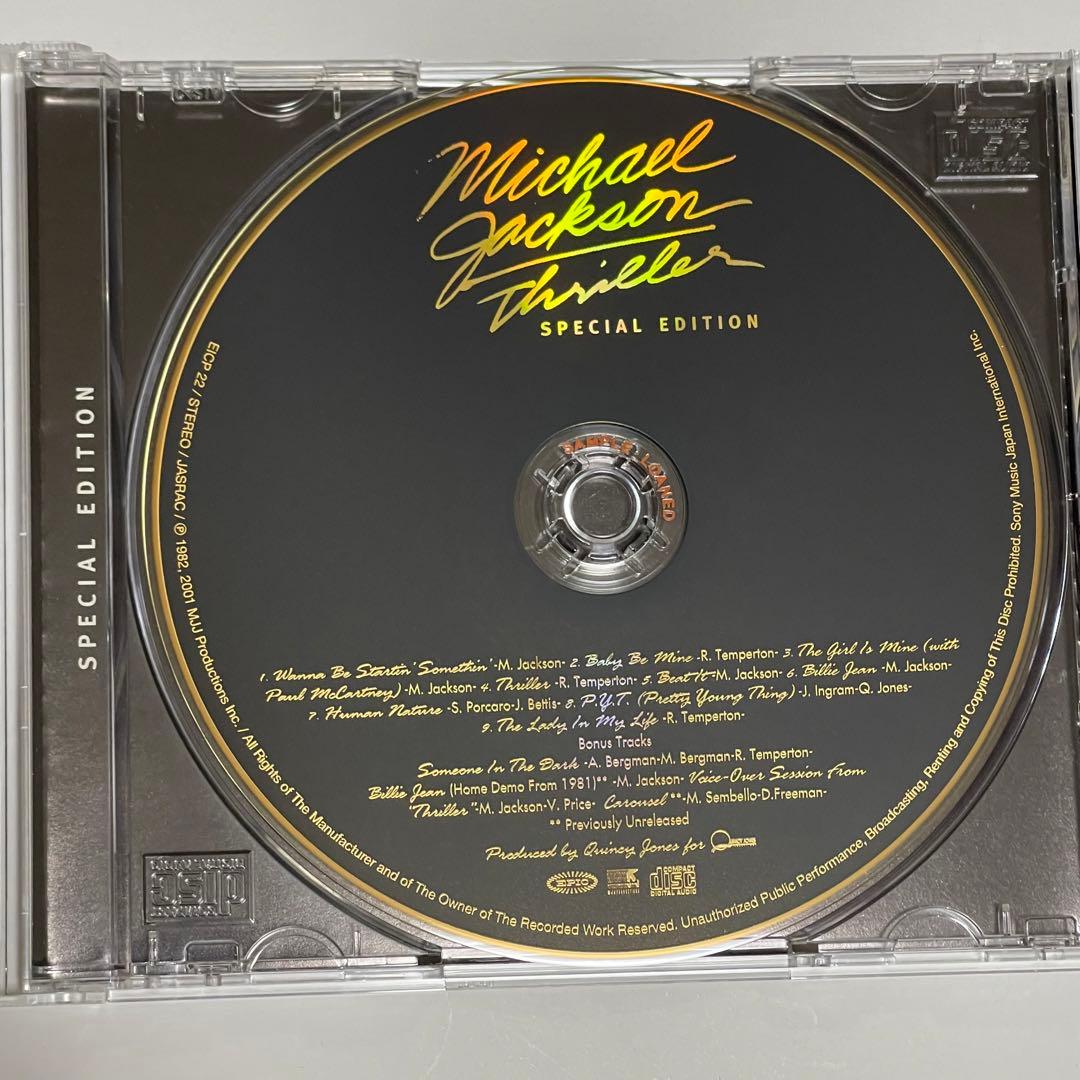 Michael
Jackson
Thriller
SPECIAL EDITION
SPECIAL EDITION
SAMPLE LOANED
EICP 22 / STEREO / JASRAC / ℗ 1982, 2001 MJJ Productions Inc. / All Rights of The Manufacturer and of The Owner of The Recorded Work Reserved. Unauthorized Public Performance, Broadcasting, Renting and Copying of This Disc Prohibited. Sony Music Japan International Inc.
1. Wanna Be Startin' Somethin' -M. Jackson- 2. Baby Be Mine -R. Temperton- 3. The Girl Is Mine (with
Paul McCartney) -M. Jackson- 4. Thriller -R. Temperton- 5. Beat It -M. Jackson- 6. Billie Jean -M. Jackson-
7. Human Nature -S. Porcaro-J. Bettis- 8. P.Y.T. (Pretty Young Thing) -J. Ingram-Q. Jones-
9. The Lady In My Life -R. Temperton-
Bonus Tracks
Someone In The Dark -A. Bergman-M. Bergman-R. Temperton-
Billie Jean (Home Demo From 1981)** -M. Jackson- Voice-Over Session From
"Thriller" -M. Jackson-V. Price- Carousel ** -M. Sembello-D.Freeman-
** Previously Unreleased
Produced by Quincy Jones for
EPIC
COMPACT
disc
DIGITAL AUDIO